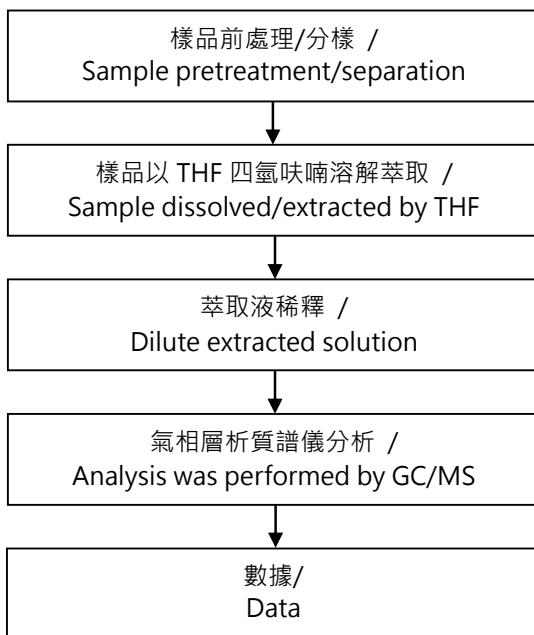 樣品前處理/分樣 /
Sample pretreatment/separation
樣品以 THF 四氫呋喃溶解萃取 /
Sample dissolved/extracted by THF
萃取液稀釋 /
Dilute extracted solution
氣相層析質譜儀分析 /
Analysis was performed by GC/MS
數據/
Data